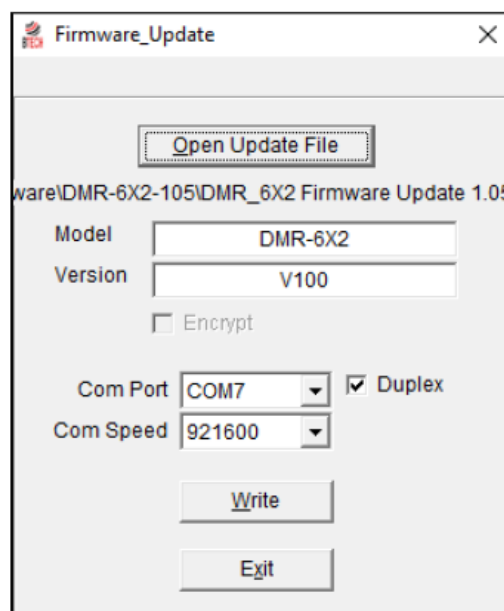 Firmware_Update
Open Update File
ware\DMR-6X2-105\DMR_6X2 Firmware Update 1.05
Model DMR-6X2
Version V100
Encrypt
Com Port COM7 Duplex
Com Speed 921600
Write
Exit